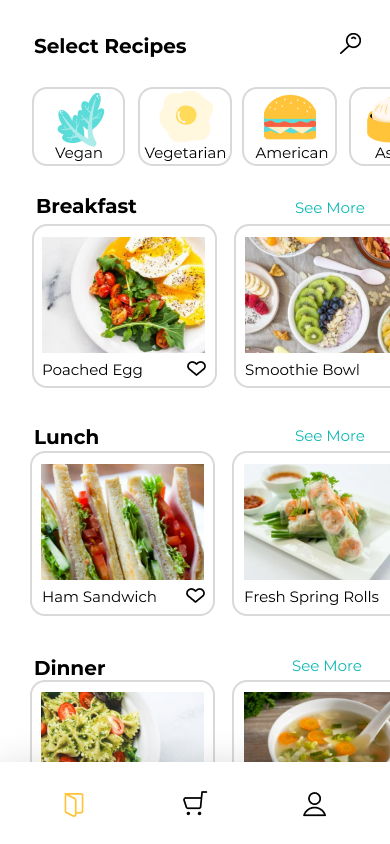 Select Recipes
Vegan
Vegetarian
American
As
Breakfast
See More
Poached Egg
Smoothie Bowl
Lunch
See More
Ham Sandwich
Fresh Spring Rolls
Dinner
See More